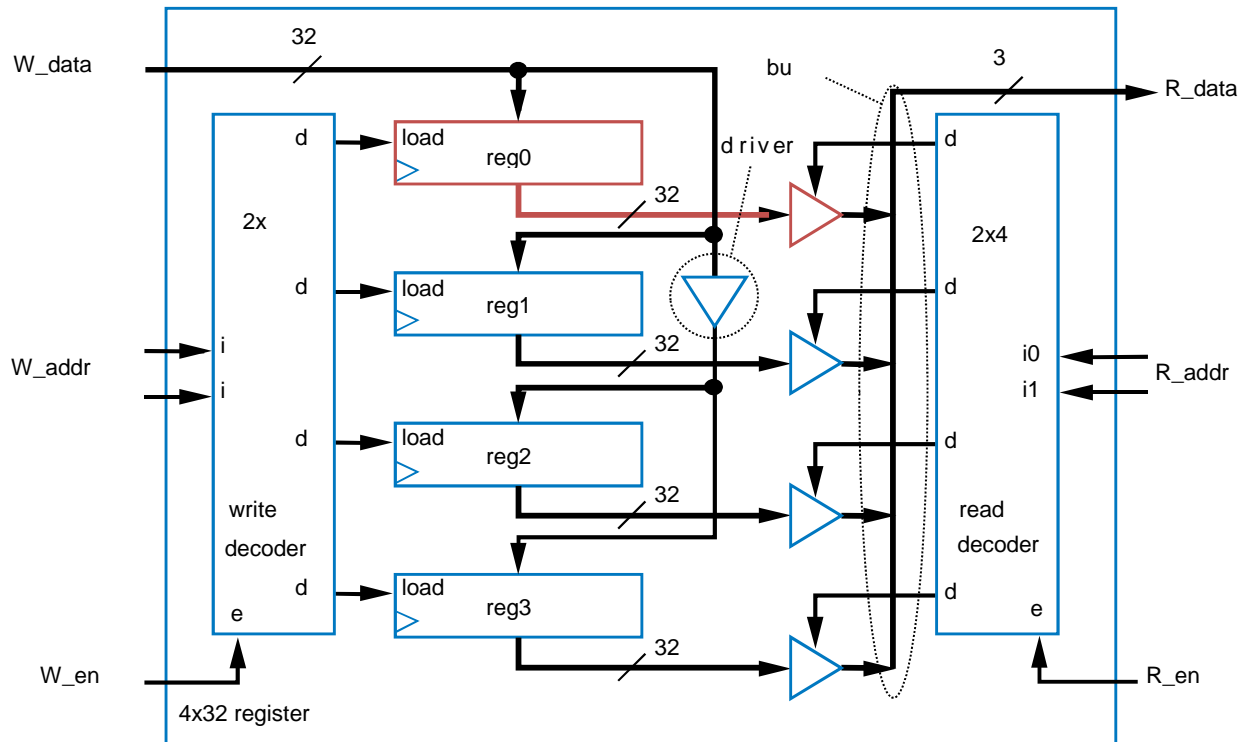 32
W_data
3
bu
R_data
d
load
reg0
driver
d
32
2x
2x4
d
load
reg1
d
32
i
W_addr
i
i0
i1
R_addr
d
load
reg2
d
32
write
decoder
read
decoder
d
load
reg3
d
e
e
32
W_en
R_en
4x32 register